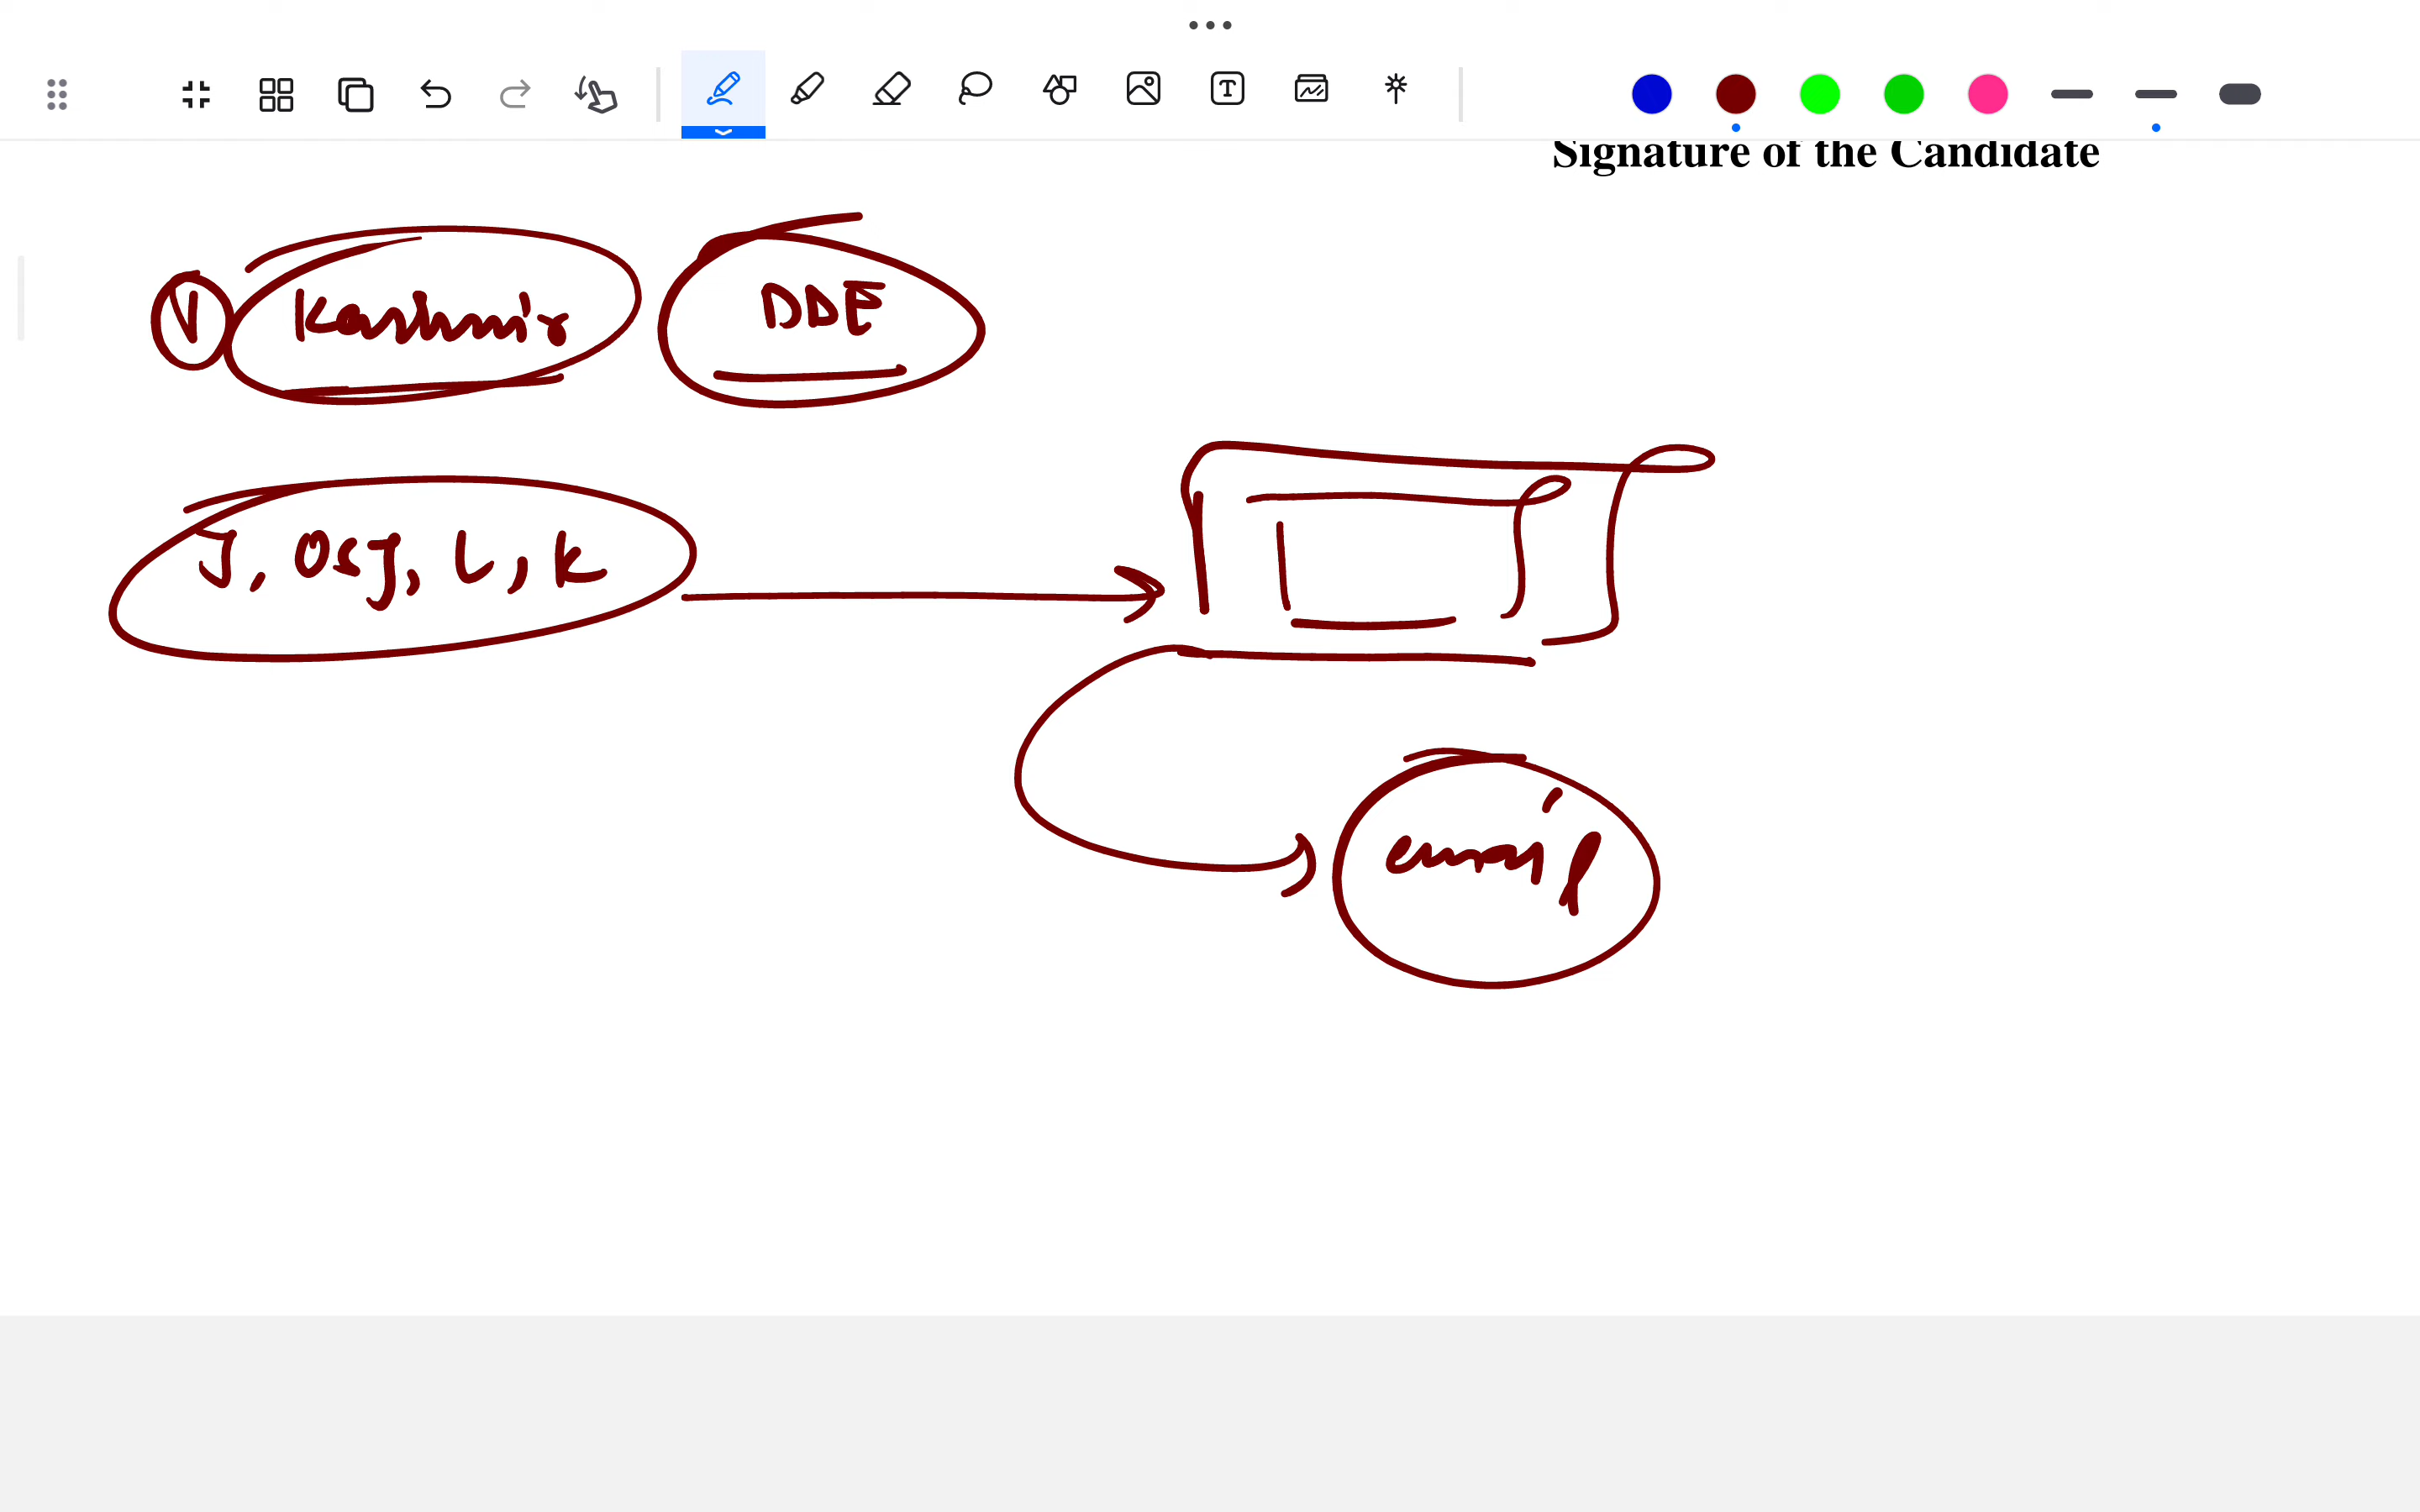 Signature of the Candidate
① Kashmir DDE
J, OSJ, L, K